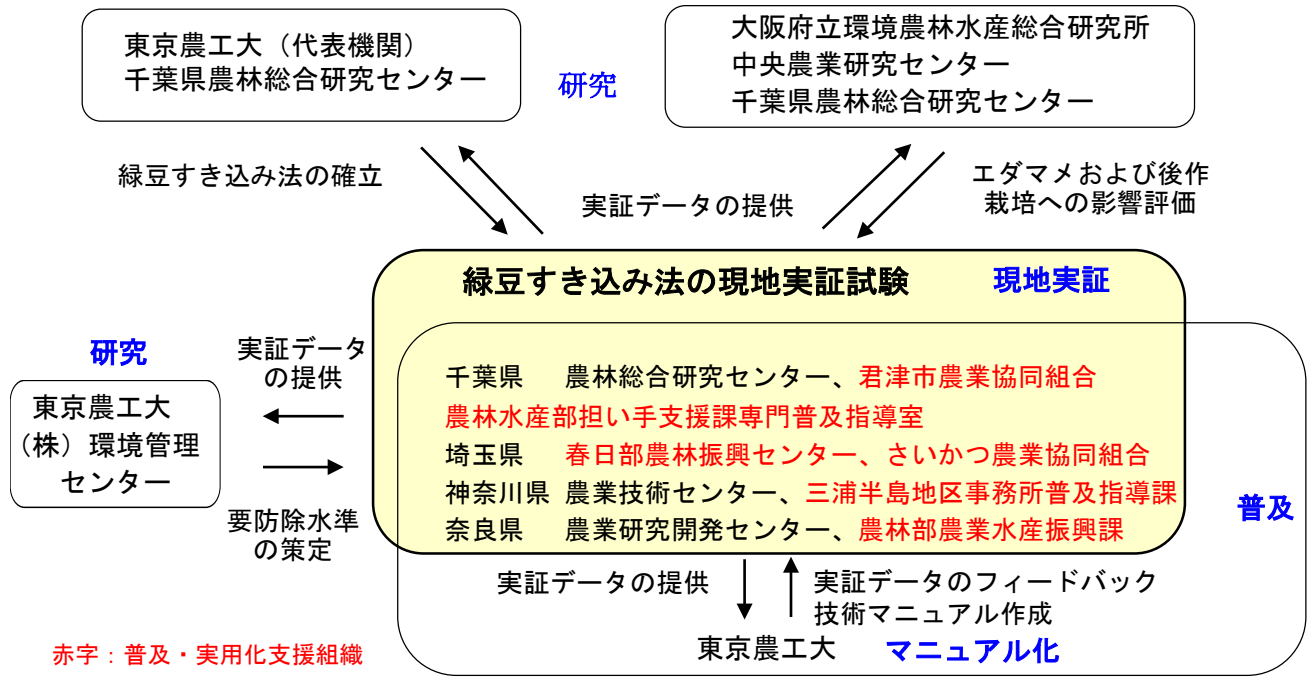 東京農工大（代表機関）
千葉県農林総合研究センター
研究
大阪府立環境農林水産総合研究所
中央農業研究センター
千葉県農林総合研究センター
緑豆すき込み法の確立
実証データの提供
エダマメおよび後作
栽培への影響評価
緑豆すき込み法の現地実証試験
現地実証
研究
東京農工大
（株）環境管理
センター
実証データ
の提供
要防除水準
の策定
千葉県 農林総合研究センター、君津市農業協同組合
農林水産部担い手支援課専門普及指導室
埼玉県 春日部農林振興センター、さいかつ農業協同組合
神奈川県 農業技術センター、三浦半島地区事務所普及指導課
奈良県 農業研究開発センター、農林部農業水産振興課
普及
実証データの提供
実証データのフィードバック
技術マニュアル作成
東京農工大
マニュアル化
赤字：普及・実用化支援組織